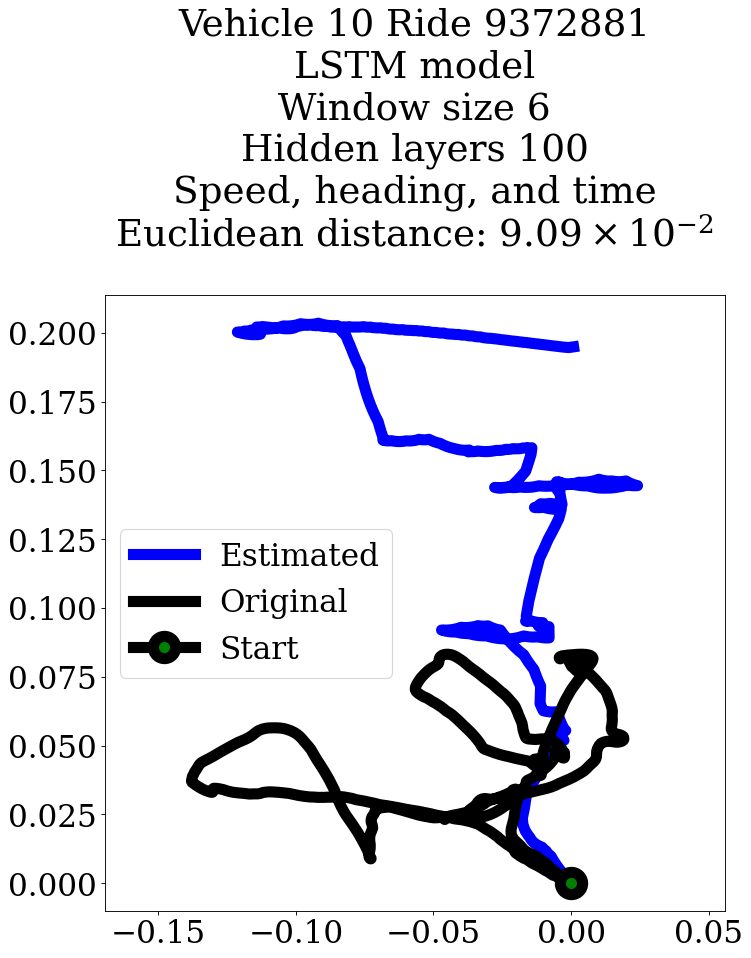 Vehicle 10 Ride 9372881
LSTM model
Window size 6
Hidden layers 100
Speed, heading, and time
Euclidean distance: 9.09 × 10⁻²
0.200
0.175
0.150
0.125
0.100
0.075
0.050
0.025
0.000
Estimated
Original
Start
−0.15 −0.10 −0.05 0.00 0.05